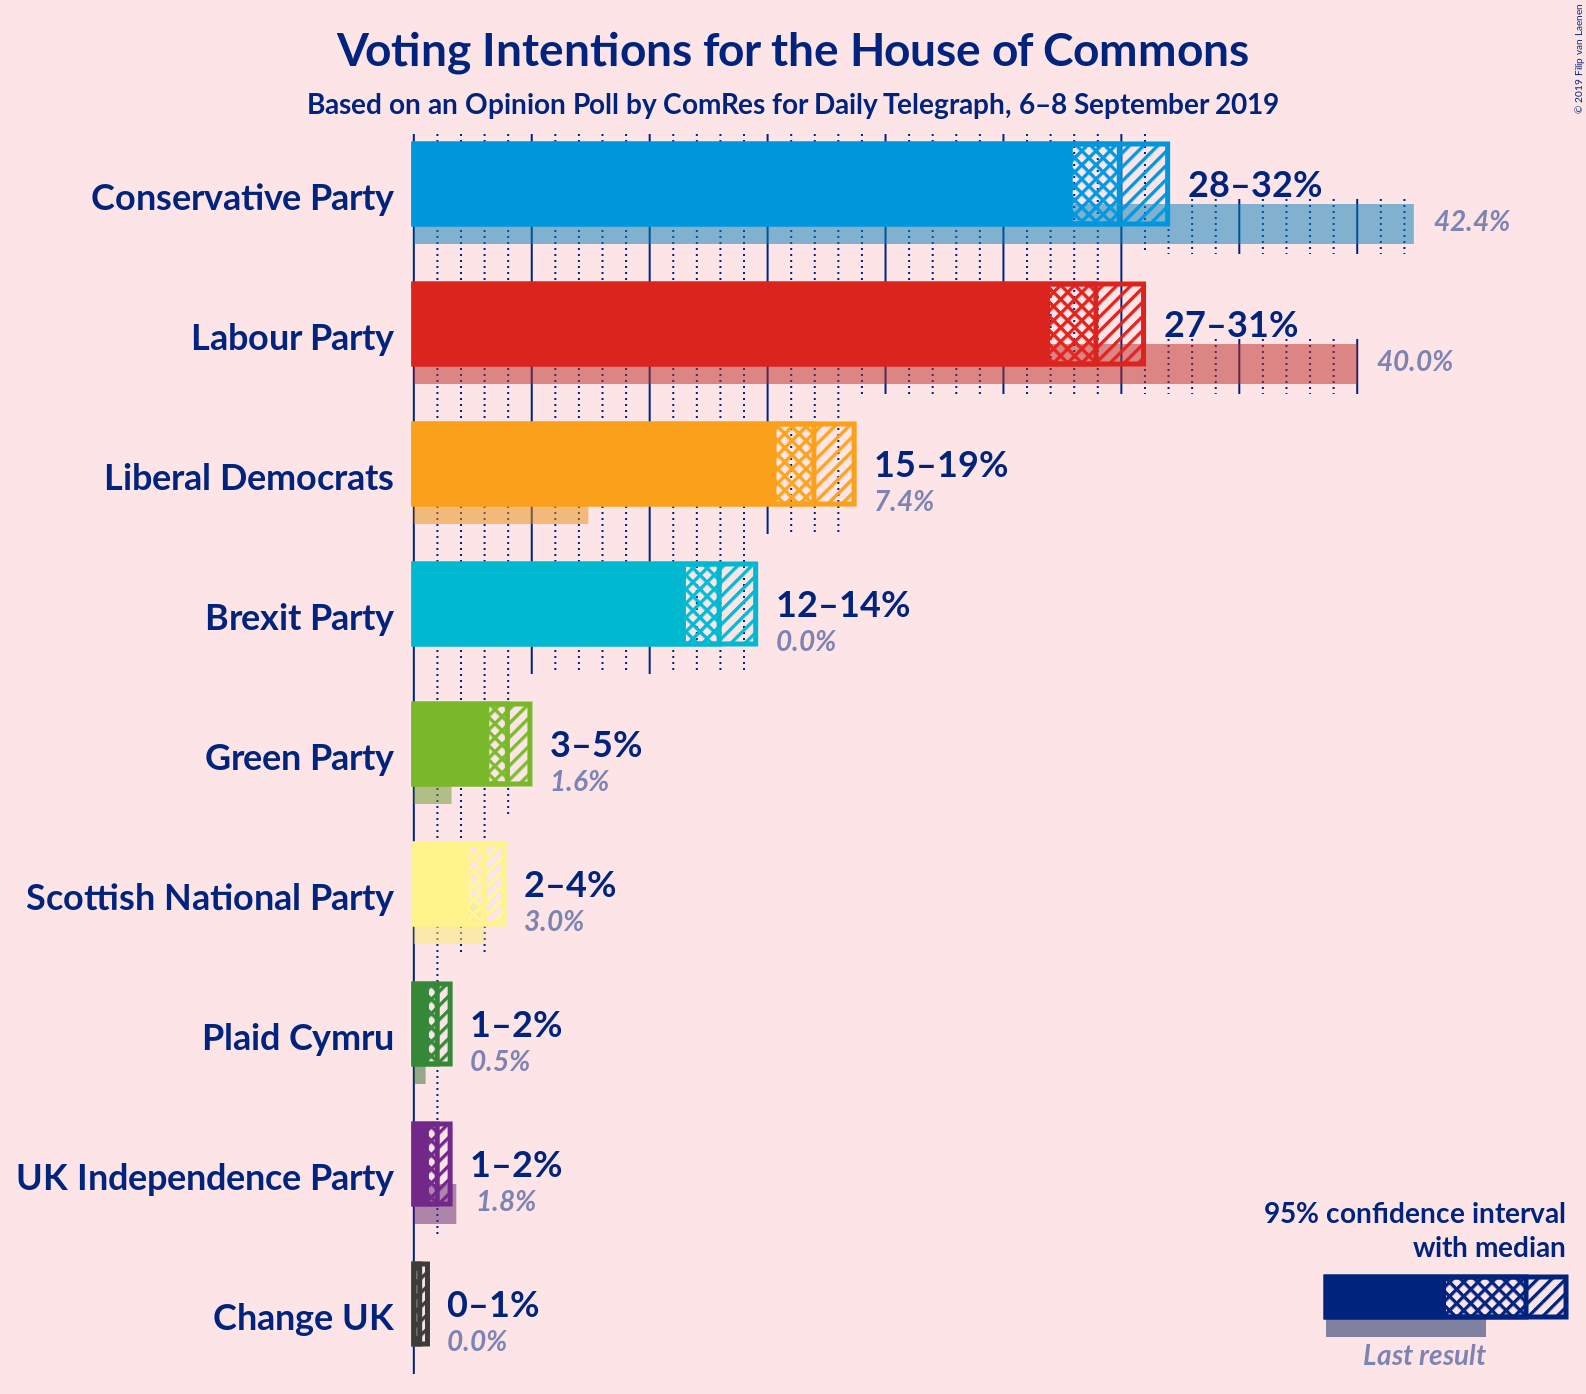 Voting Intentions for the House of Commons
Based on an Opinion Poll by ComRes for Daily Telegraph, 6–8 September 2019
© 2019 Filip van Laenen
Conservative Party
28–32%
42.4%
Labour Party
27–31%
40.0%
Liberal Democrats
15–19%
7.4%
Brexit Party
12–14%
0.0%
Green Party
3–5%
1.6%
Scottish National Party
2–4%
3.0%
Plaid Cymru
1–2%
0.5%
UK Independence Party
1–2%
1.8%
Change UK
0–1%
0.0%
95% confidence interval
with median
Last result